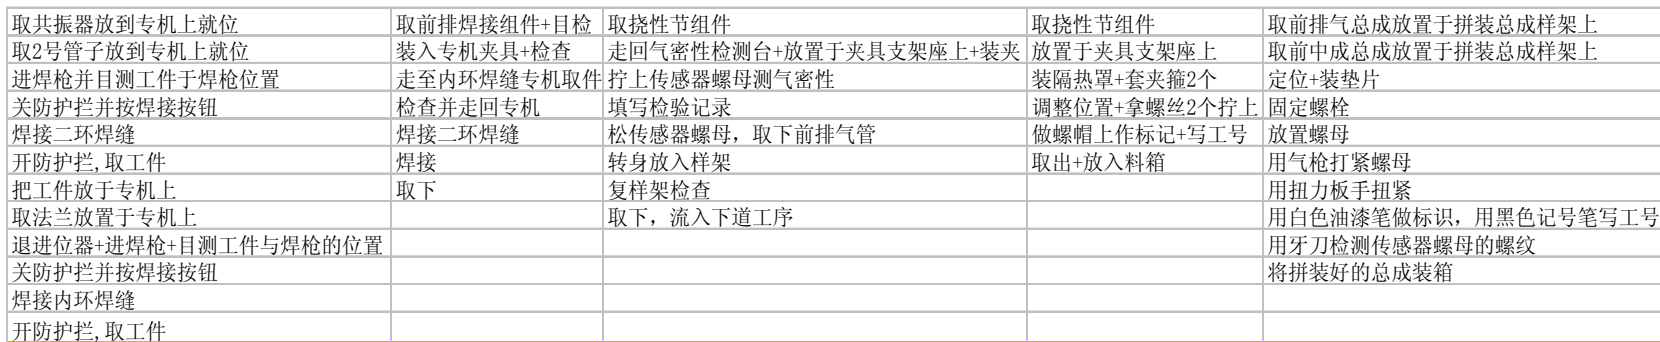 取共振器放到专机上就位 取前排焊接组件+目检 取挠性节组件 取挠性节组件 取前排气总成放置于拼装总成样架上
取2号管子放到专机上就位 装入专机夹具+检查 走回气密性检测台+放置于夹具支架座上+装夹 放置于夹具支架座上 取前中成总成放置于拼装总成样架上
进焊枪并目测工件于焊枪位置 走至内环焊缝专机取件 拧上传感器螺母测气密性 装隔热罩+套夹箍2个 定位+装垫片
关防护拦并按焊接按钮 检查并走回专机 填写检验记录 调整位置+拿螺丝2个拧上 固定螺栓
焊接二环焊缝 焊接二环焊缝 松传感器螺母，取下前排气管 做螺帽上作标记+写工号 放置螺母
开防护拦,取工件 焊接 转身放入样架 取出+放入料箱 用气枪打紧螺母
把工件放于专机上 取下 复样架检查 用扭力板手扭紧
取法兰放置于专机上 取下，流入下道工序 用白色油漆笔做标识，用黑色记号笔写工号
退进位器+进焊枪+目测工件与焊枪的位置 用牙刀检测传感器螺母的螺纹
关防护拦并按焊接按钮 将拼装好的总成装箱
焊接内环焊缝
开防护拦,取工件